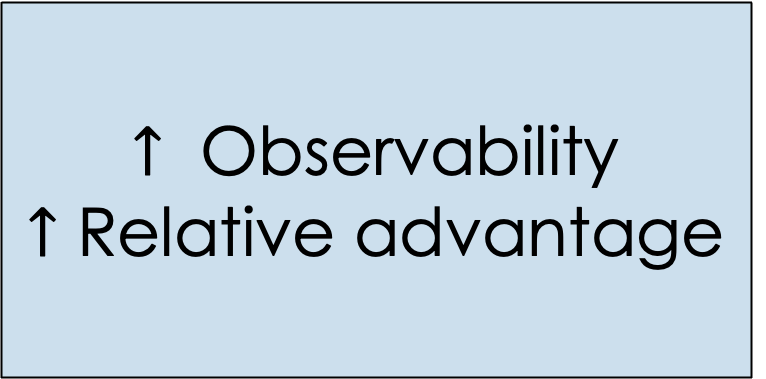 ↑ Observability
↑ Relative advantage